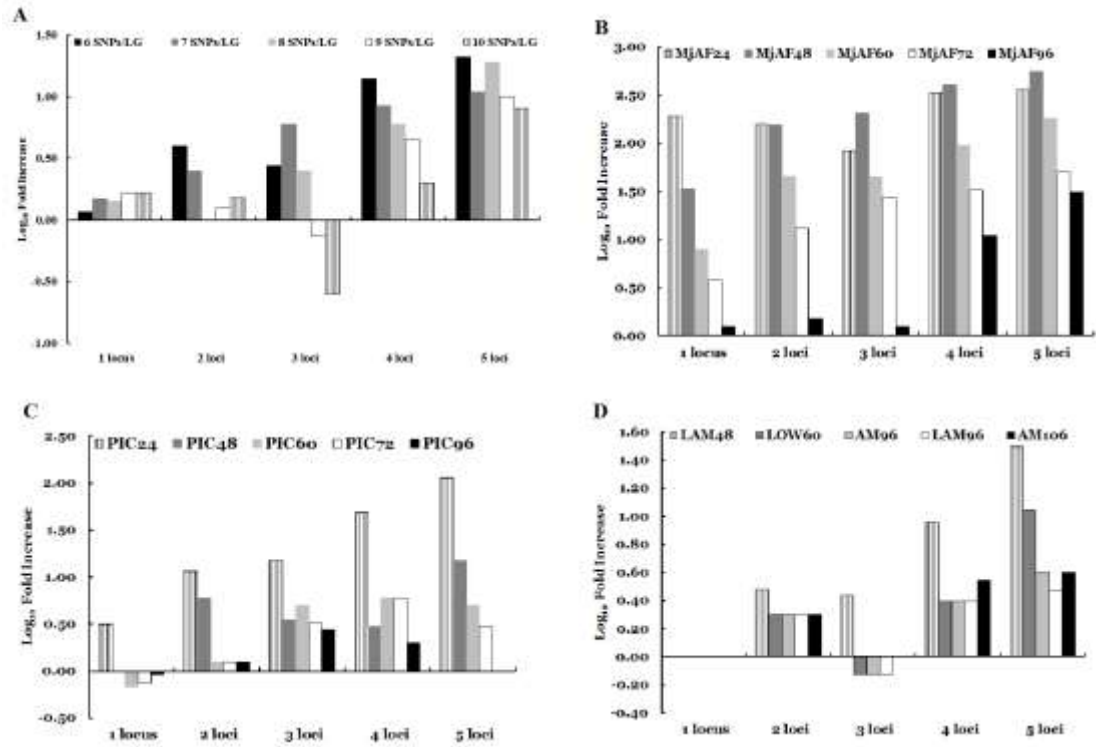 A
6 SNPs/LG 7 SNPs/LG 8 SNPs/LG 9 SNPs/LG 10 SNPs/LG
Log₁₀ Fold Increase
1.50
1.00
0.50
0.00
-0.50
-1.00
1 locus 2 loci 3 loci 4 loci 5 loci
B
MjAF24 MjAF48 MjAF60 MjAF72 MjAF96
Log₁₀ Fold Increase
3.00
2.50
2.00
1.50
1.00
0.50
0.00
1 locus 2 loci 3 loci 4 loci 5 loci
C
PIC24 PIC48 PIC60 PIC72 PIC96
Log₁₀ Fold Increase
2.50
2.00
1.50
1.00
0.50
0.00
-0.50
1 locus 2 loci 3 loci 4 loci 5 loci
D
LAM48 LOW60 AM96 LAM96 AM106
Log₁₀ Fold Increase
1.60
1.40
1.20
1.00
0.80
0.60
0.40
0.20
0.00
-0.20
-0.40
1 locus 2 loci 3 loci 4 loci 5 loci